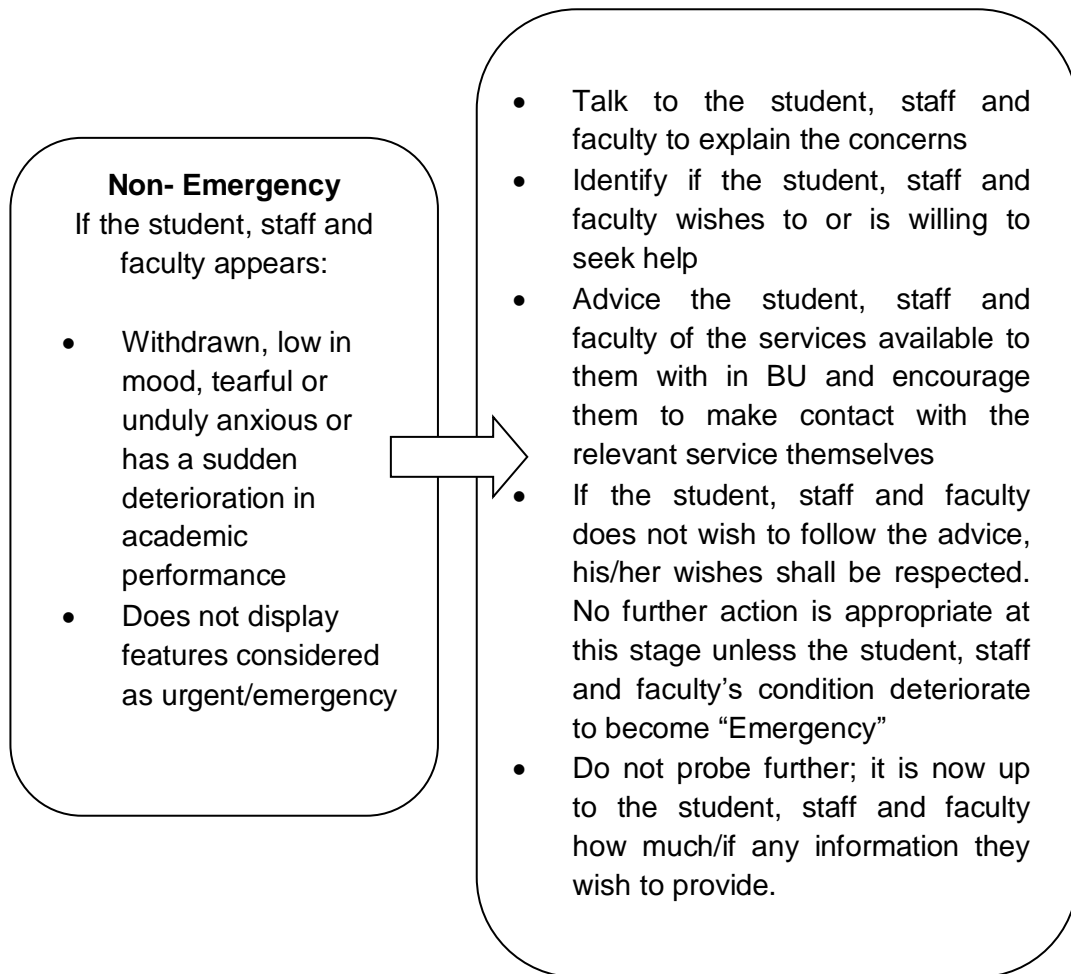 Non- Emergency
If the student, staff and
faculty appears:
• Withdrawn, low in
mood, tearful or
unduly anxious or
has a sudden
deterioration in
academic
performance
• Does not display
features considered
as urgent/emergency
• Talk to the student, staff and
faculty to explain the concerns
• Identify if the student, staff and
faculty wishes to or is willing to
seek help
• Advice the student, staff and
faculty of the services available to
them with in BU and encourage
them to make contact with the
relevant service themselves
• If the student, staff and faculty
does not wish to follow the advice,
his/her wishes shall be respected.
No further action is appropriate at
this stage unless the student, staff
and faculty’s condition deteriorate
to become “Emergency”
• Do not probe further; it is now up
to the student, staff and faculty
how much/if any information they
wish to provide.